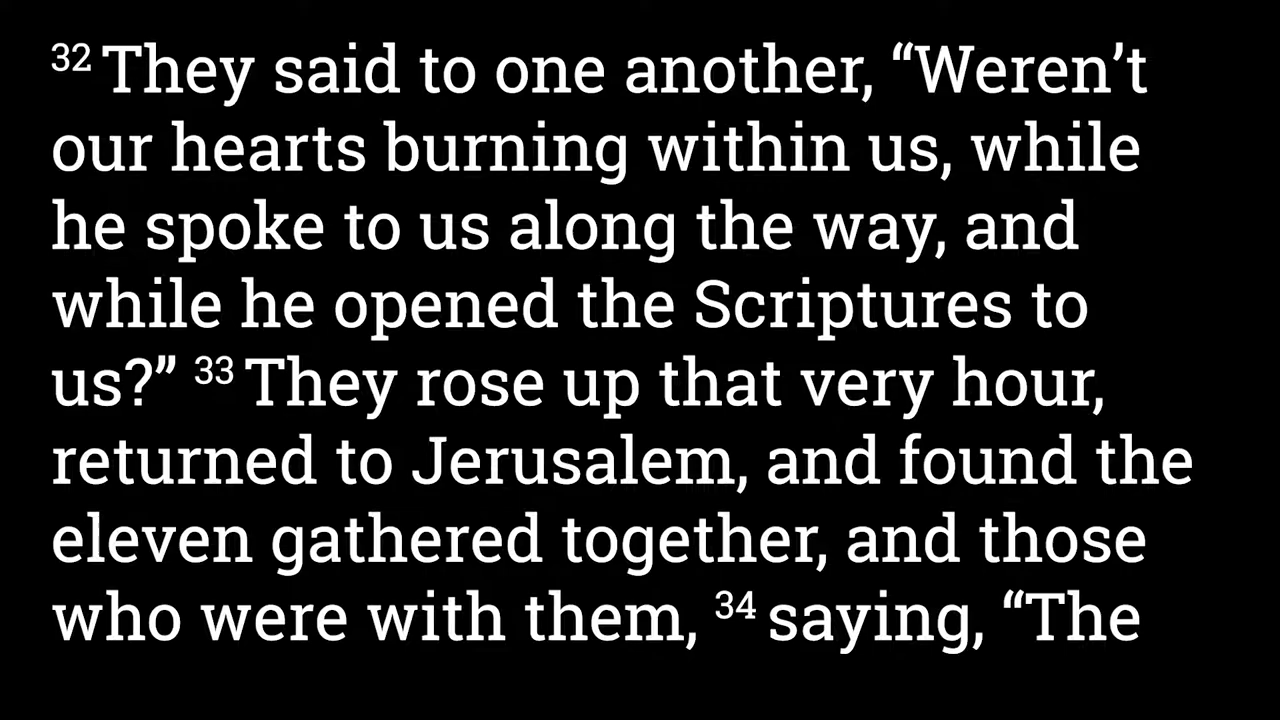 32 They said to one another, “Weren’t
our hearts burning within us, while
he spoke to us along the way, and
while he opened the Scriptures to
us?” 33 They rose up that very hour,
returned to Jerusalem, and found the
eleven gathered together, and those
who were with them, 34 saying, “The